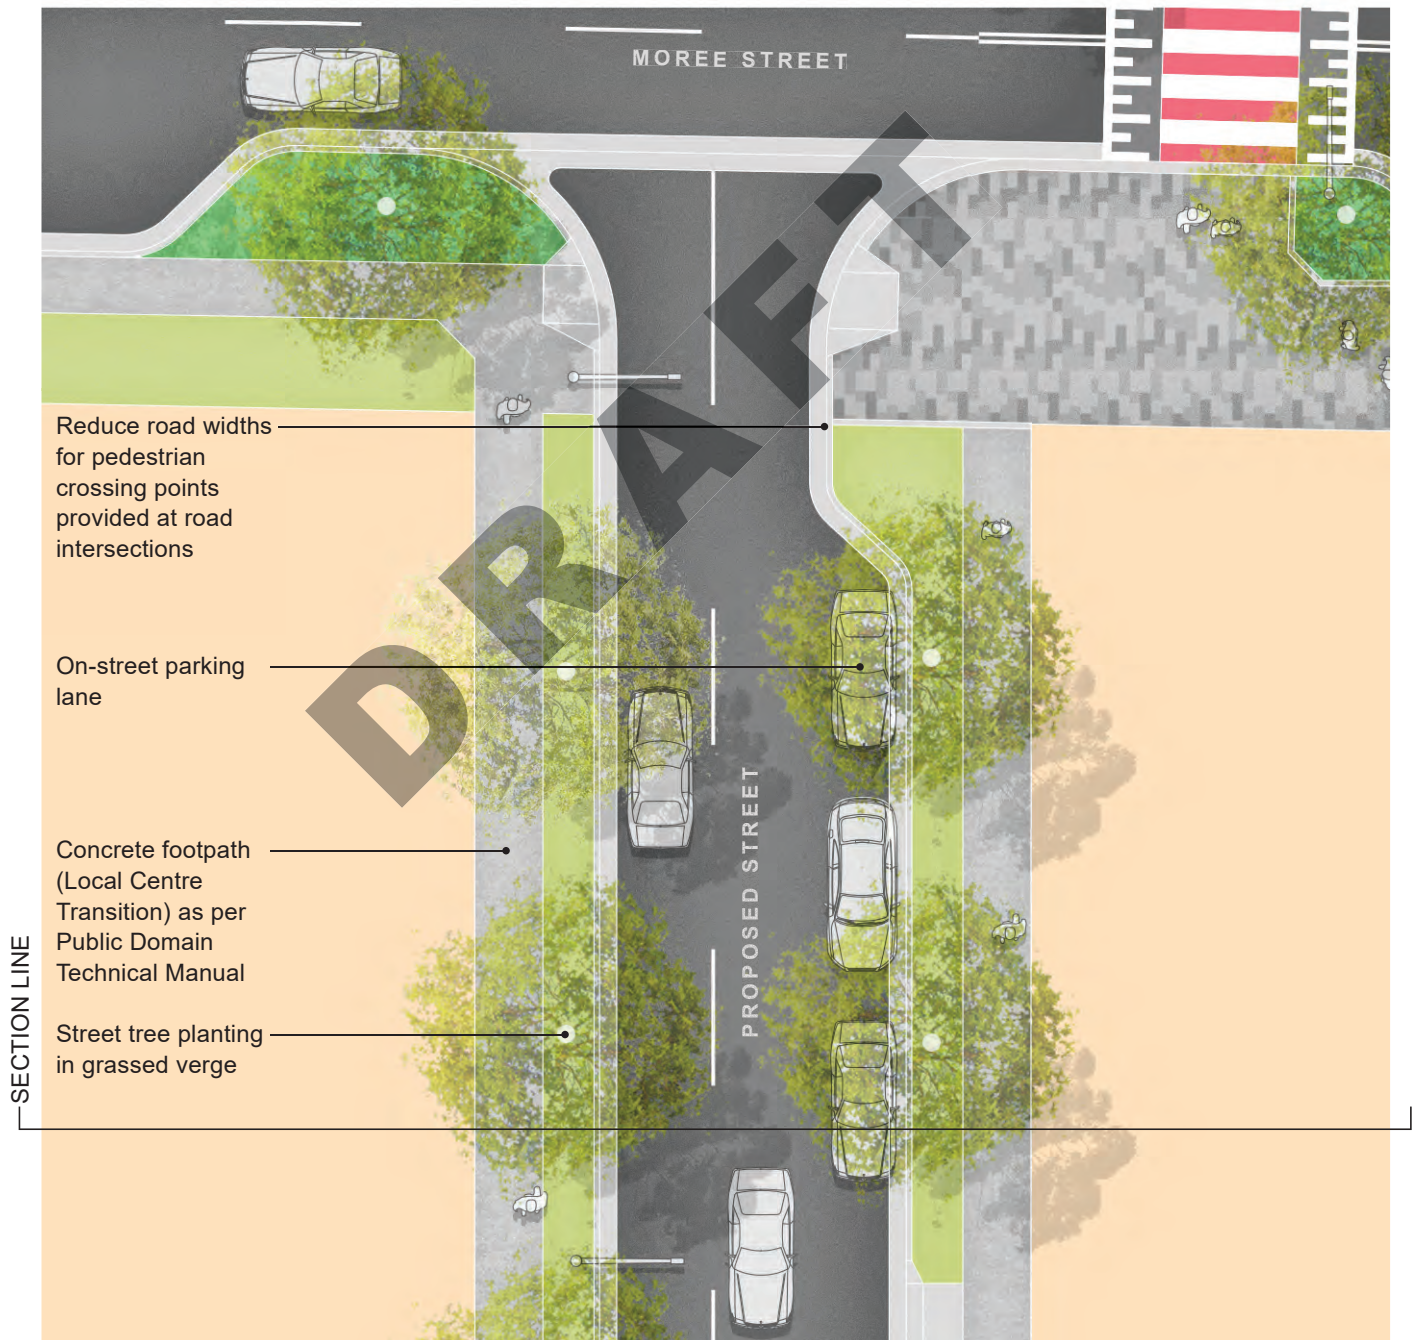 MOREE STREET
DRAFT
Reduce road widths
for pedestrian
crossing points
provided at road
intersections
On-street parking
lane
PROPOSED STREET
Concrete footpath
(Local Centre
Transition) as per
Public Domain
Technical Manual
Street tree planting
in grassed verge
SECTION LINE